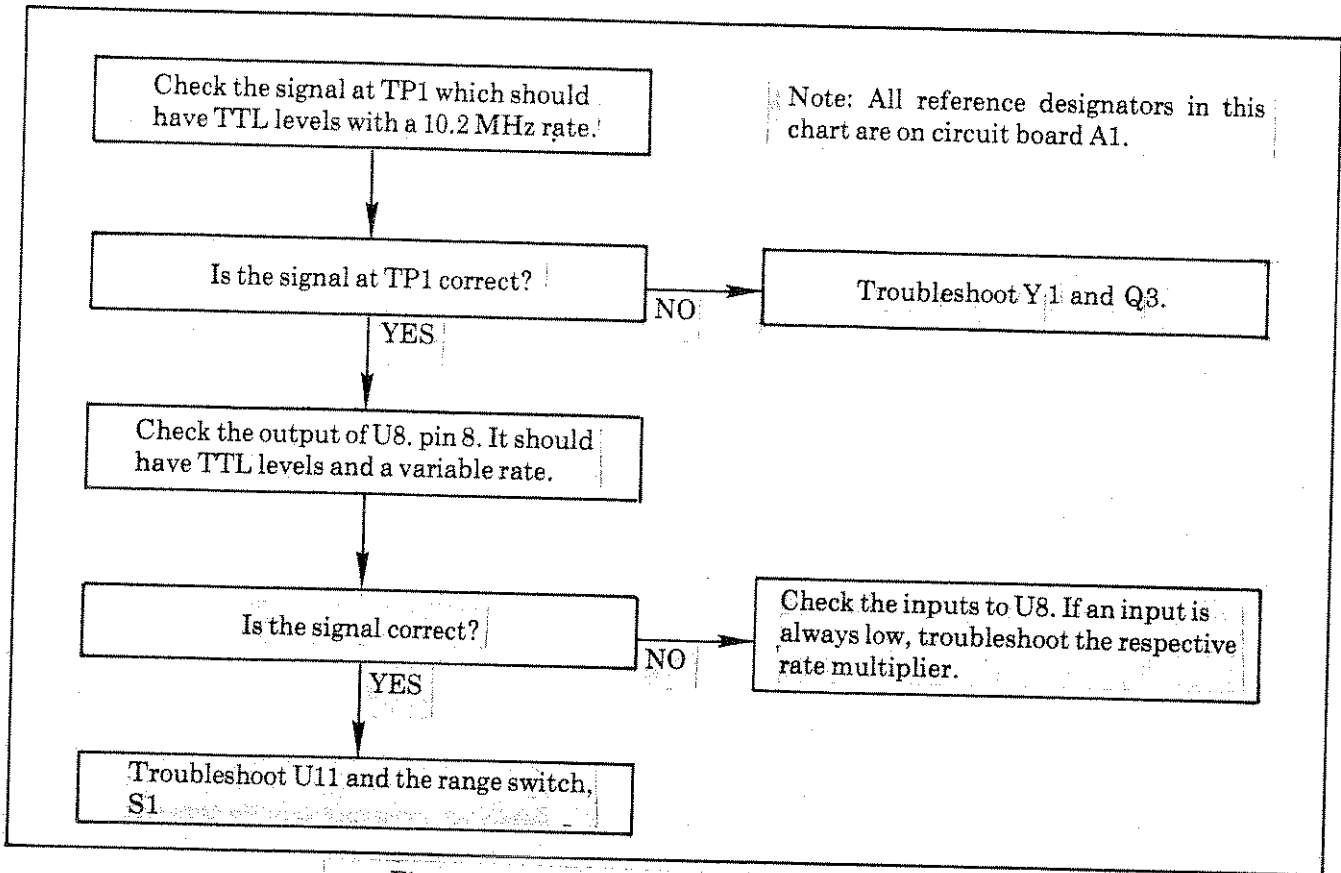 Check the signal at TP1 which should
have TTL levels with a 10.2 MHz rate.
Note: All reference designators in this
chart are on circuit board A1.
Is the signal at TP1 correct?
NO
Troubleshoot Y1 and Q3.
YES
Check the output of U8. pin 8. It should
have TTL levels and a variable rate.
Is the signal correct?
NO
Check the inputs to U8. If an input is
always low, troubleshoot the respective
rate multiplier.
YES
Troubleshoot U11 and the range switch,
S1